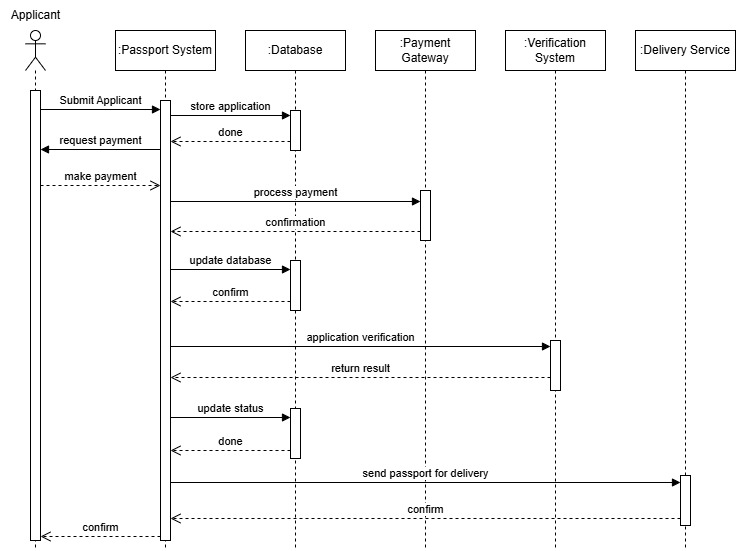 Applicant
:Passport System
:Database
:Payment
Gateway
:Verification
System
:Delivery Service
Submit Applicant
store application
done
request payment
make payment
process payment
confirmation
update database
confirm
application verification
return result
update status
done
send passport for delivery
confirm
confirm